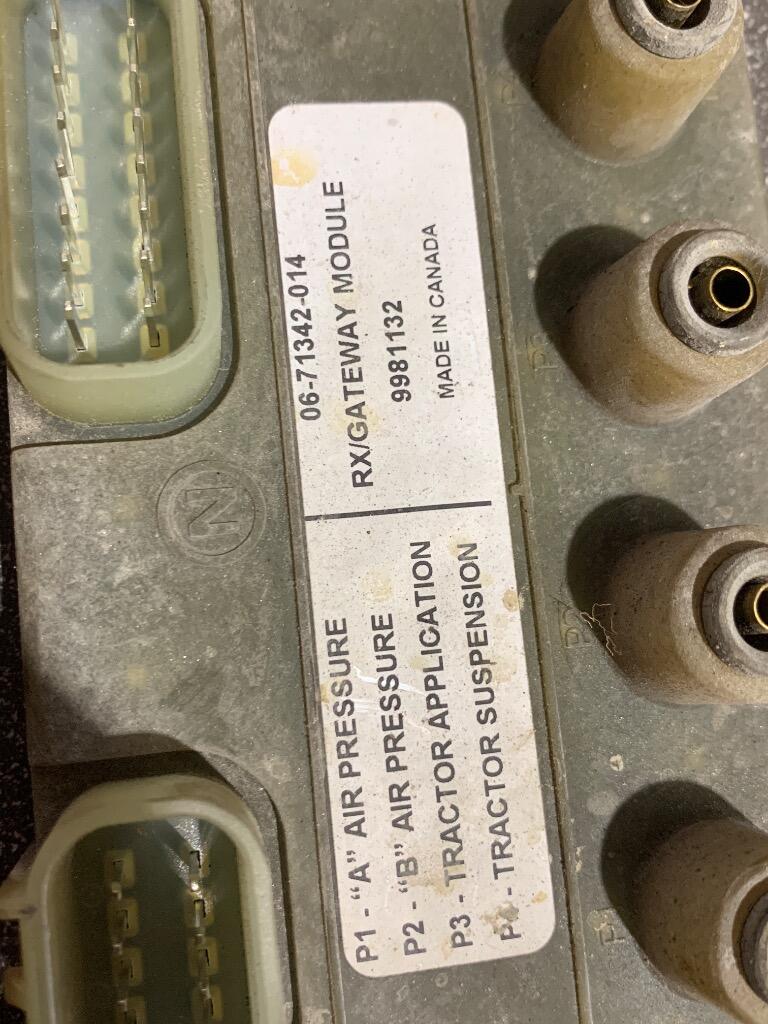 06-71342-014
RX/GATEWAY MODULE
9981132
MADE IN CANADA
P1 - "A" AIR PRESSURE
P2 - "B" AIR PRESSURE
P3 - TRACTOR APPLICATION
P - TRACTOR SUSPENSION
N
P2